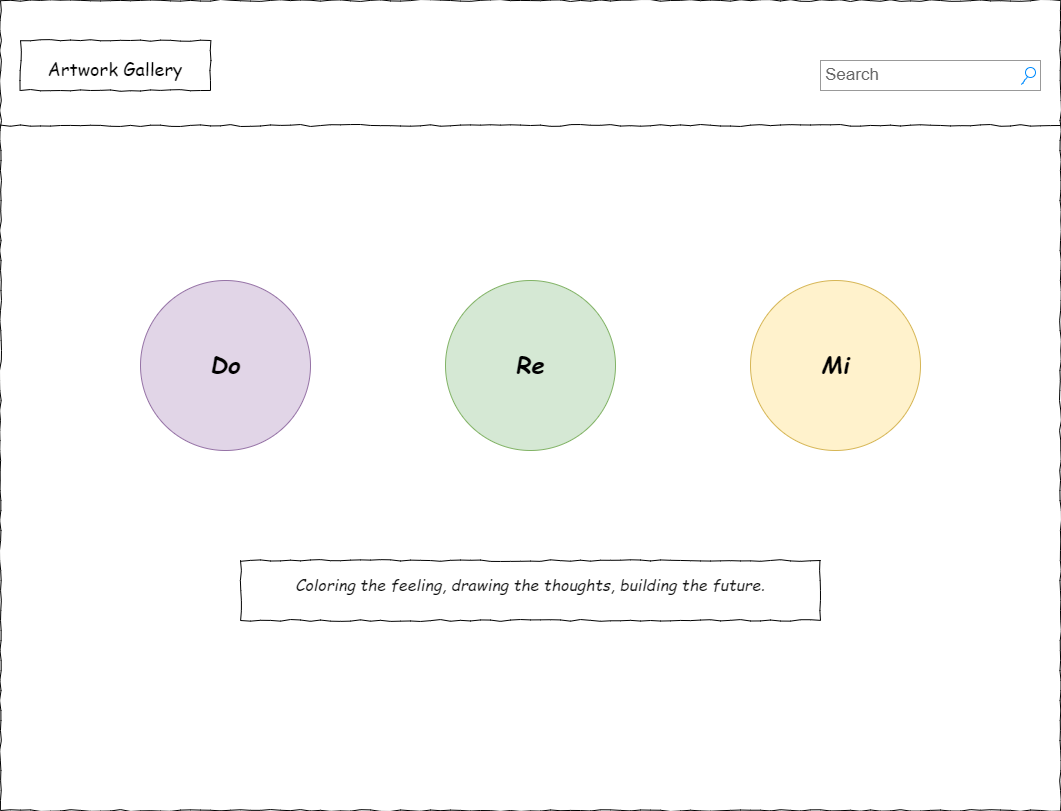 Artwork Gallery
Search
Do
Re
Mi
Coloring the feeling, drawing the thoughts, building the future.